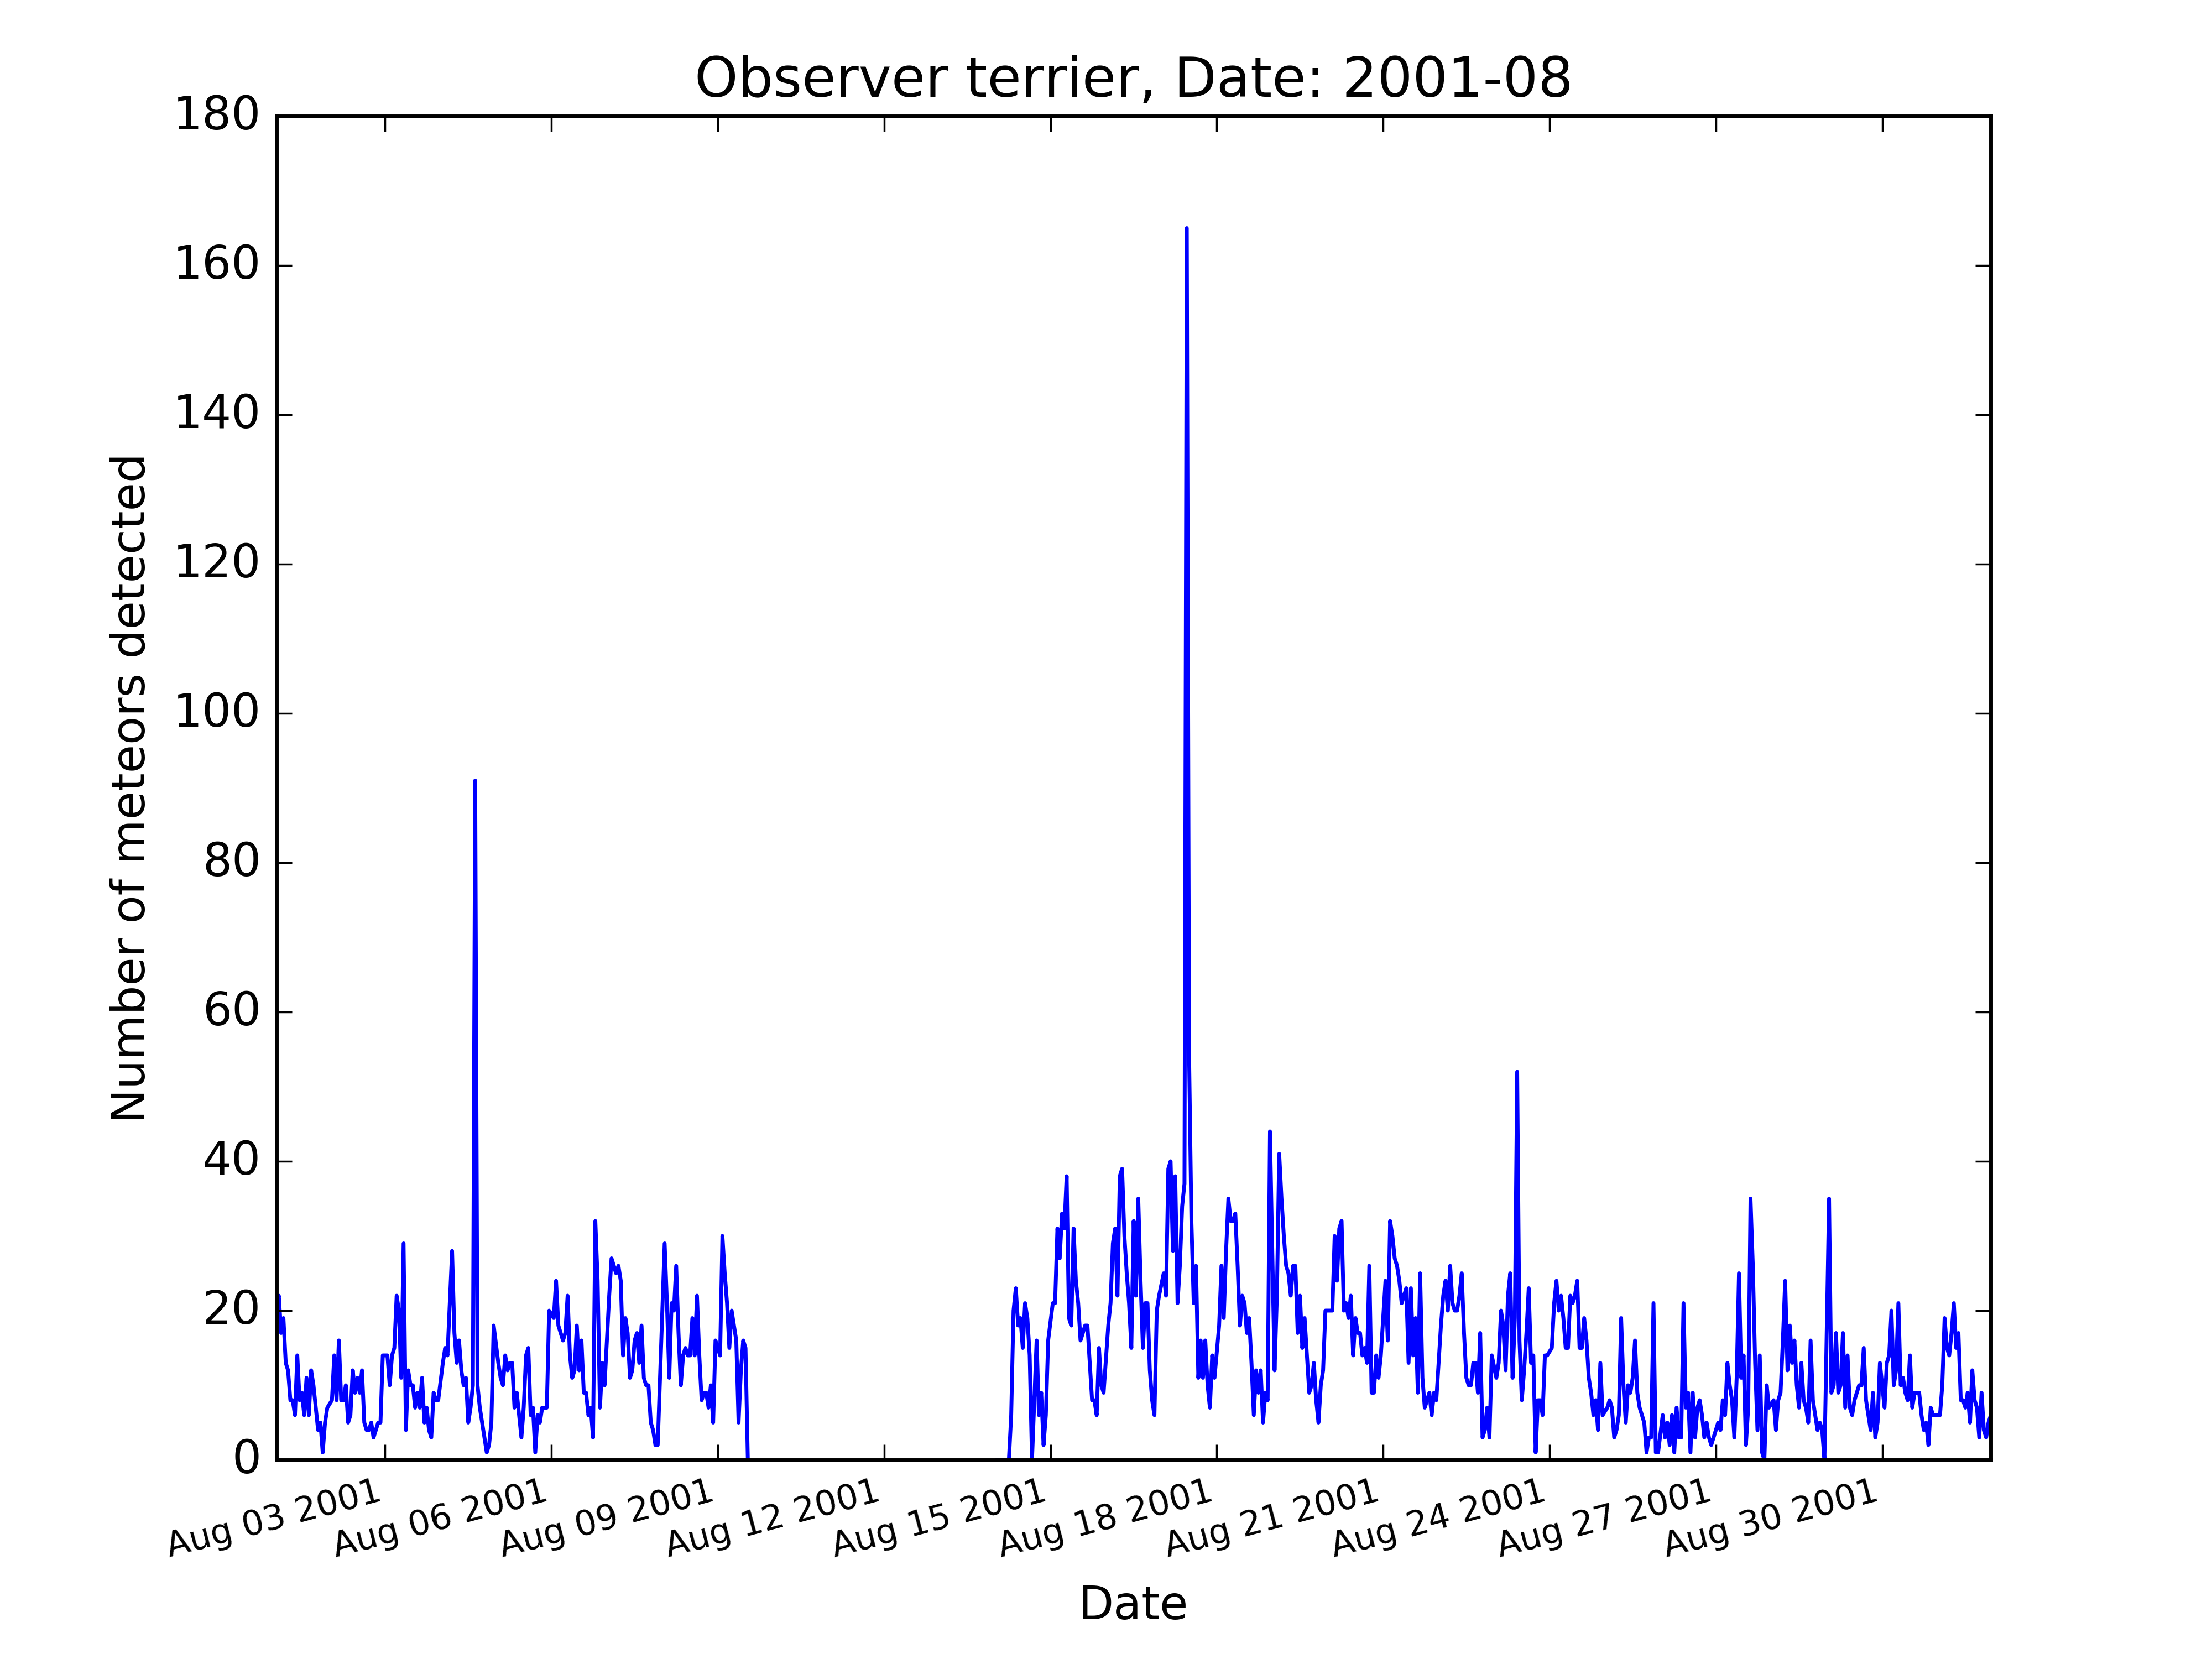 Observer terrier, Date: 2001-08
180
160
140
120
100
80
60
40
20
0
Number of meteors detected
Aug 03 2001
Aug 06 2001
Aug 09 2001
Aug 12 2001
Aug 15 2001
Aug 18 2001
Aug 21 2001
Aug 24 2001
Aug 27 2001
Aug 30 2001
Date